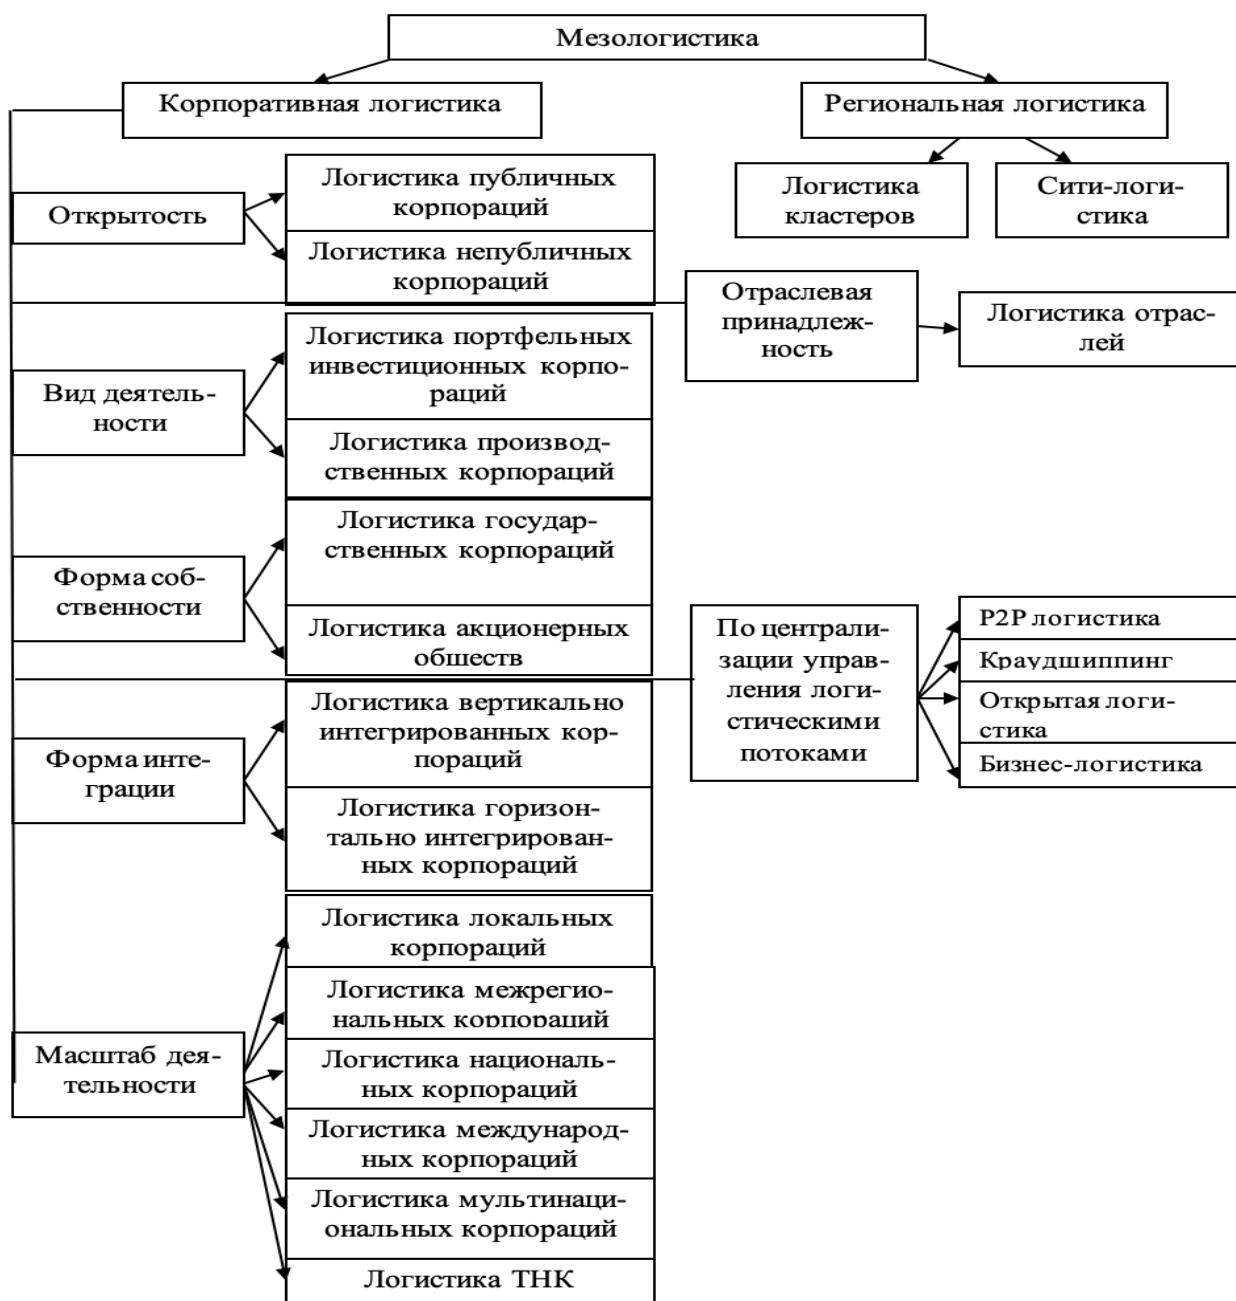 Мезологистика
Корпоративная логистика
Региональная логистика
Логистика
кластеров
Сити-логи-
стика
Открытость
Логистика публичных
корпораций
Логистика непубличных
корпораций
Отраслевая
принадлеж-
ность
Логистика отрас-
лей
Вид деятель-
ности
Логистика портфельных
инвестиционных корпо-
раций
Логистика производ-
ственных корпораций
Форма соб-
ственности
Логистика государ-
ственных корпораций
Логистика акционерных
обшеств
По централи-
зации управ-
ления логи-
стическими
потоками
P2P логистика
Краудшиппинг
Открытая логи-
стика
Бизнес-логистика
Форма инте-
грации
Логистика вертикально
интегрированных кор-
пораций
Логистика горизон-
тально интегрирован-
ных корпораций
Масштаб дея-
тельности
Логистика локальных
корпораций
Логистика межрегио-
нальных корпораций
Логистика националь-
ных корпораций
Логистика международ-
ных корпораций
Логистика мультинаци-
ональных корпораций
Логистика ТНК